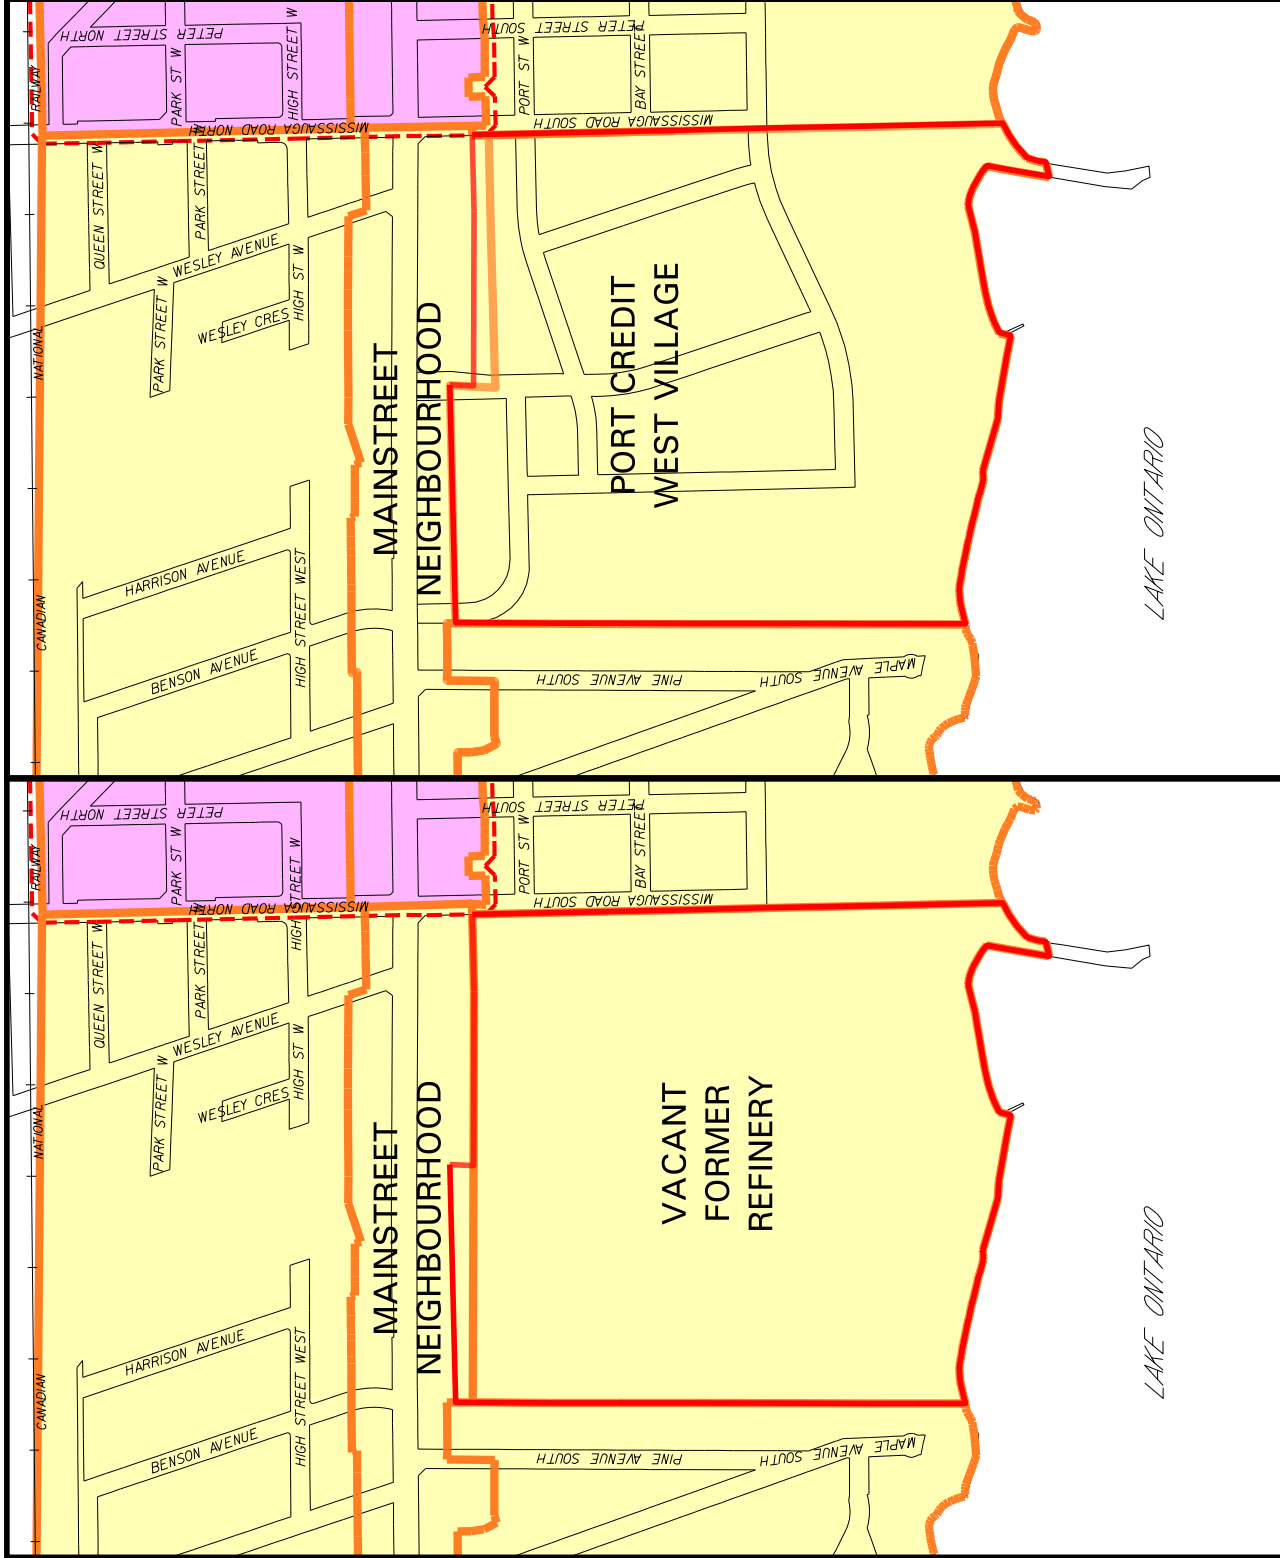 PETER STREET NORTH
PARK ST W
HIGH STREET W
PETER STREET SOUTH
PORT ST W
BAY STREET
RAILWAY
MISSISSAUGA ROAD NORTH
MISSISSAUGA ROAD SOUTH
QUEEN STREET W
PARK STREET W
WESLEY AVENUE
HIGH ST W
PARK STREET W
WESLEY CRES
NATIONAL
MAINSTREET
NEIGHBOURHOOD
PORT CREDIT
WEST VILLAGE
LAKE ONTARIO
HARRISON AVENUE
HIGH STREET WEST
CANADIAN
BENSON AVENUE
PINE AVENUE SOUTH
MAPLE AVENUE SOUTH
PETER STREET NORTH
PARK ST W
HIGH STREET W
PETER STREET SOUTH
PORT ST W
BAY STREET
RAILWAY
MISSISSAUGA ROAD NORTH
MISSISSAUGA ROAD SOUTH
QUEEN STREET W
PARK STREET W
WESLEY AVENUE
HIGH ST W
PARK STREET W
WESLEY CRES
NATIONAL
MAINSTREET
NEIGHBOURHOOD
VACANT
FORMER
REFINERY
LAKE ONTARIO
HARRISON AVENUE
HIGH STREET WEST
CANADIAN
BENSON AVENUE
PINE AVENUE SOUTH
MAPLE AVENUE SOUTH